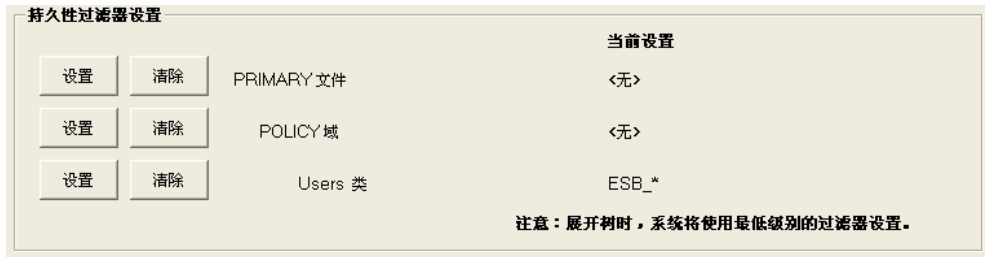 持久性过滤器设置
当前设置
设置 清除 PRIMARY 文件 <无>
设置 清除 POLICY 域 <无>
设置 清除 Users 类 ESB_*
注意：展开树时，系统将使用最低级别的过滤器设置。